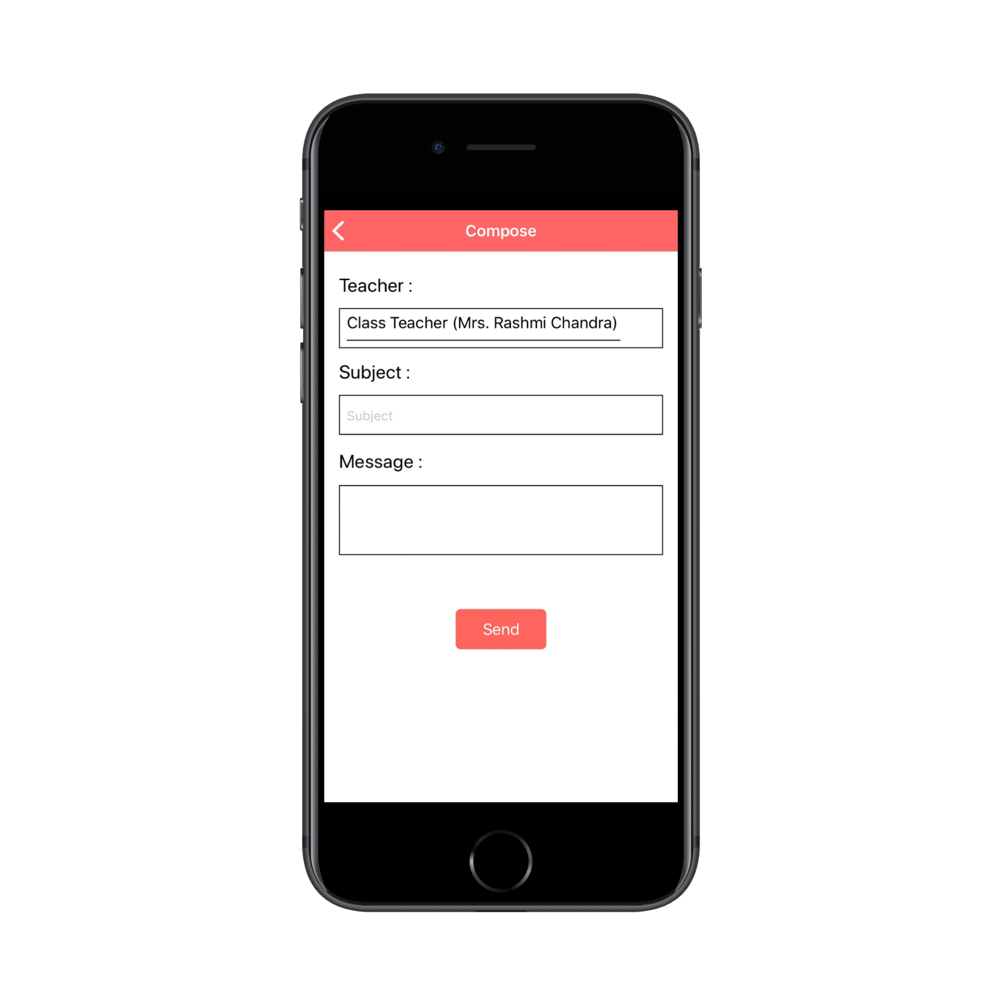 Compose
Teacher :
Class Teacher (Mrs. Rashmi Chandra)
Subject :
Subject
Message :
Send